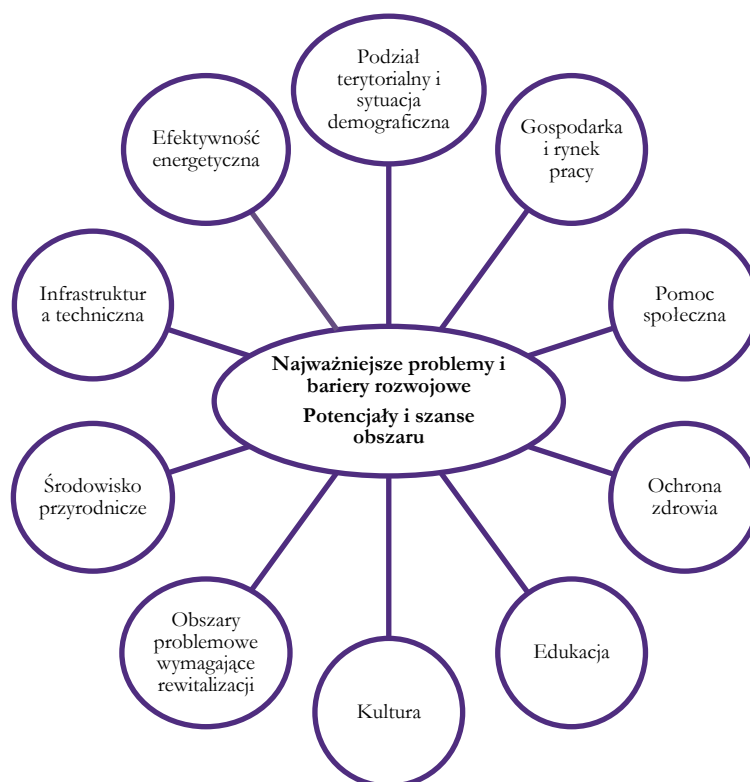 Podział
terytorialny i
sytuacja
demograficzna
Gospodarka
i rynek
pracy
Pomoc
społeczna
Ochrona
zdrowia
Edukacja
Kultura
Obszary
problemowe
wymagające
rewitalizacji
Środowisko
przyrodnicze
Infrastruktur
a techniczna
Efektywność
energetyczna
Najważniejsze problemy i
bariery rozwojowe
Potencjały i szanse
obszaru